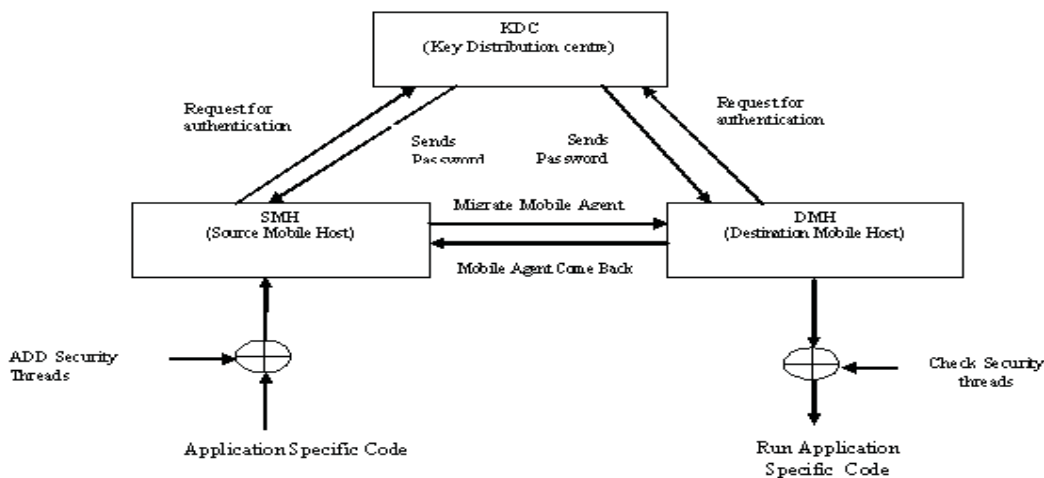 KDC
(Key Distribution centre)
Request for
authentication
Request for
authentication
Sends
Password
Sends
Password
SMH
(Source Mobile Host)
Migrate Mobile Agent
DMH
(Destination Mobile Host)
Mobile Agent Come Back
ADD Security
Threads
Check Security
threads
Application Specific Code
Run Application
Specific Code